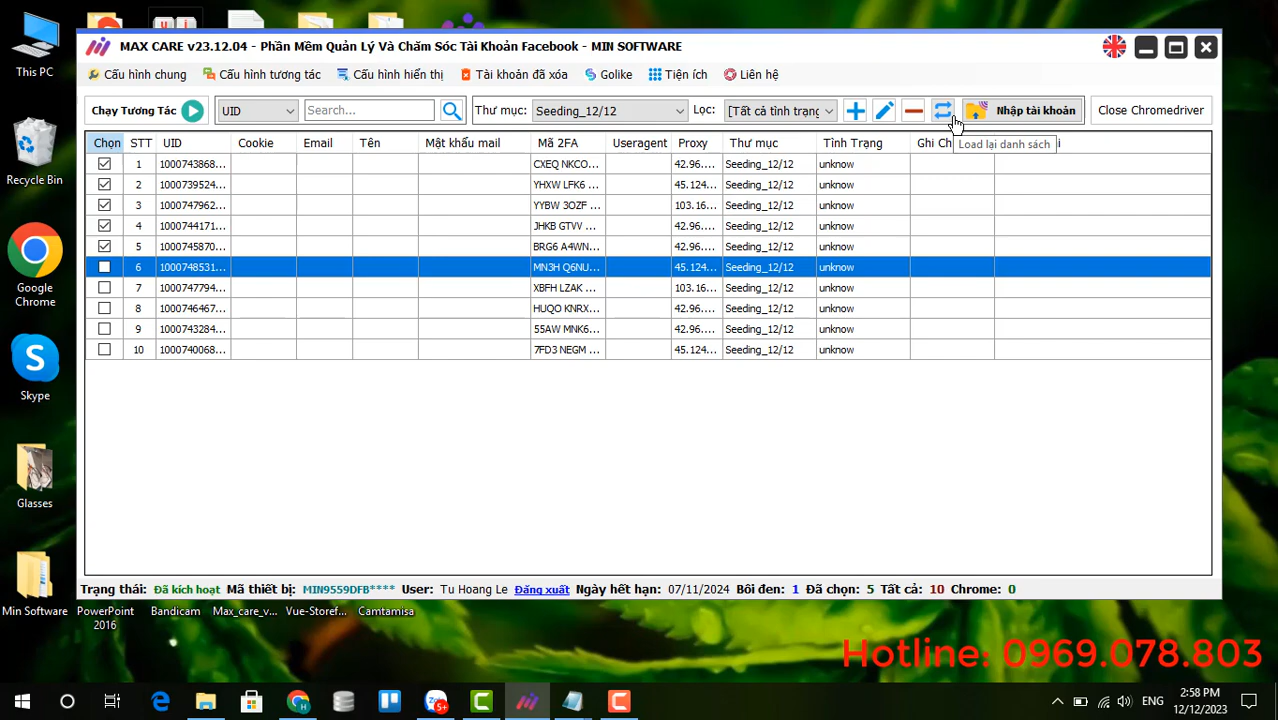 This PC
MAX CARE v23.12.04 - Phần Mềm Quản Lý Và Chăm Sóc Tài Khoản Facebook - MIN SOFTWARE
Cấu hình chung Cấu hình tương tác Cấu hình hiển thị Tài khoản đã xóa Golike Tiện ích Liên hệ
Chạy Tương Tác UID Search... Thư mục: Seeding_12/12 Lọc: [Tất cả tình trạng Nhập tài khoản Close Chromedriver
Chọn STT UID Cookie Email Tên Mật khẩu mail Mã 2FA Useragent Proxy Thư mục Tình Trạng Ghi Ch
Load lại danh sách
1 1000743868... CXEQ NKCO... 42.96.... Seeding_12/12 unknow
2 1000739524... YHXW LFK6 ... 45.124.... Seeding_12/12 unknow
3 1000747962... YYBW 3OZF ... 103.16... Seeding_12/12 unknow
4 1000744171... JHKB GTVV ... 42.96.... Seeding_12/12 unknow
5 1000745870... BRG6 A4WN... 42.96.... Seeding_12/12 unknow
6 1000748531... MN3H Q6NU... 45.124.... Seeding_12/12 unknow
7 1000747794... XBFH LZAK ... 103.16... Seeding_12/12 unknow
8 1000746467... HUQO KNRX... 42.96.... Seeding_12/12 unknow
9 1000743284... 55AW MNK6... 42.96.... Seeding_12/12 unknow
10 1000740068... 7FD3 NEGM ... 45.124.... Seeding_12/12 unknow
Recycle Bin
Google
Chrome
Skype
Glasses
Trạng thái: Đã kích hoạt Mã thiết bị: MIN9559DFB**** User: Tu Hoang Le Đăng xuất Ngày hết hạn: 07/11/2024 Bôi đen: 1 Đã chọn: 5 Tất cả: 10 Chrome: 0
Min Software PowerPoint
2016
Bandicam Max_care_v... Vue-Storef... Camtamisa
Hotline: 0969.078.803
5+
ENG 2:58 PM
12/12/2023